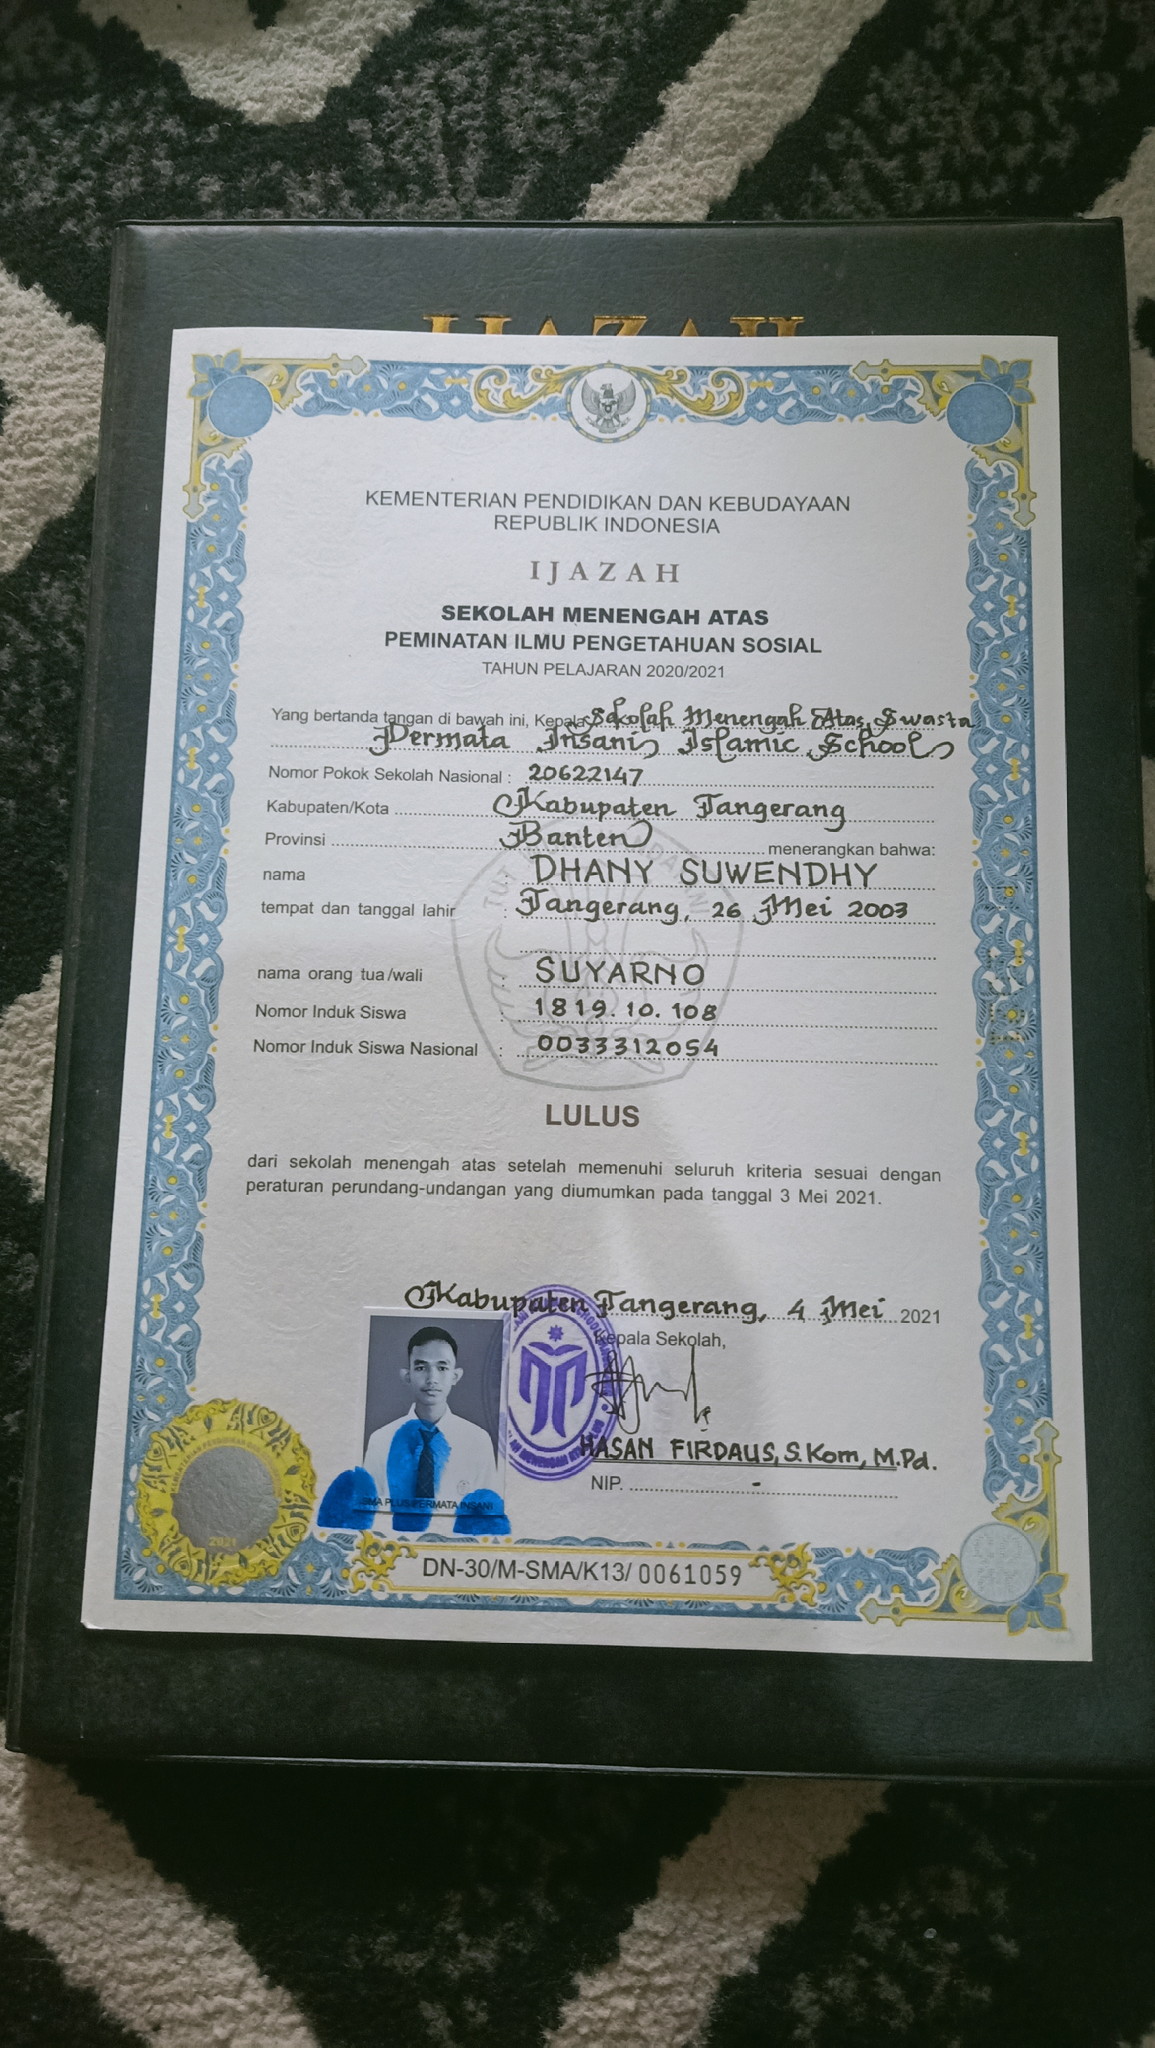 KEMENTERIAN PENDIDIKAN DAN KEBUDAYAAN
REPUBLIK INDONESIA
IJAZAH
SEKOLAH MENENGAH ATAS
PEMINATAN ILMU PENGETAHUAN SOSIAL
TAHUN PELAJARAN 2020/2021
Yang bertanda tangan di bawah ini, Kepala Sekolah Menengah Atas Swasta
Permata Insani Islamic School
Nomor Pokok Sekolah Nasional : 20622147
Kabupaten/Kota Kabupaten Tangerang
Provinsi Banten menerangkan bahwa:
nama DHANY SUWENDHY
tempat dan tanggal lahir : Tangerang, 26 Mei 2003
nama orang tua/wali : SUYARNO
Nomor Induk Siswa : 1819.10.108
Nomor Induk Siswa Nasional : 0033312054
LULUS
dari sekolah menengah atas setelah memenuhi seluruh kriteria sesuai dengan
peraturan perundang-undangan yang diumumkan pada tanggal 3 Mei 2021.
Kabupaten Tangerang, 4 Mei 2021
Kepala Sekolah,
HASAN FIRDAUS, S.Kom, M.Pd.
NIP. -
SMA PLUS PERMATA INSANI
2021
DN-30/M-SMA/K13/0061059